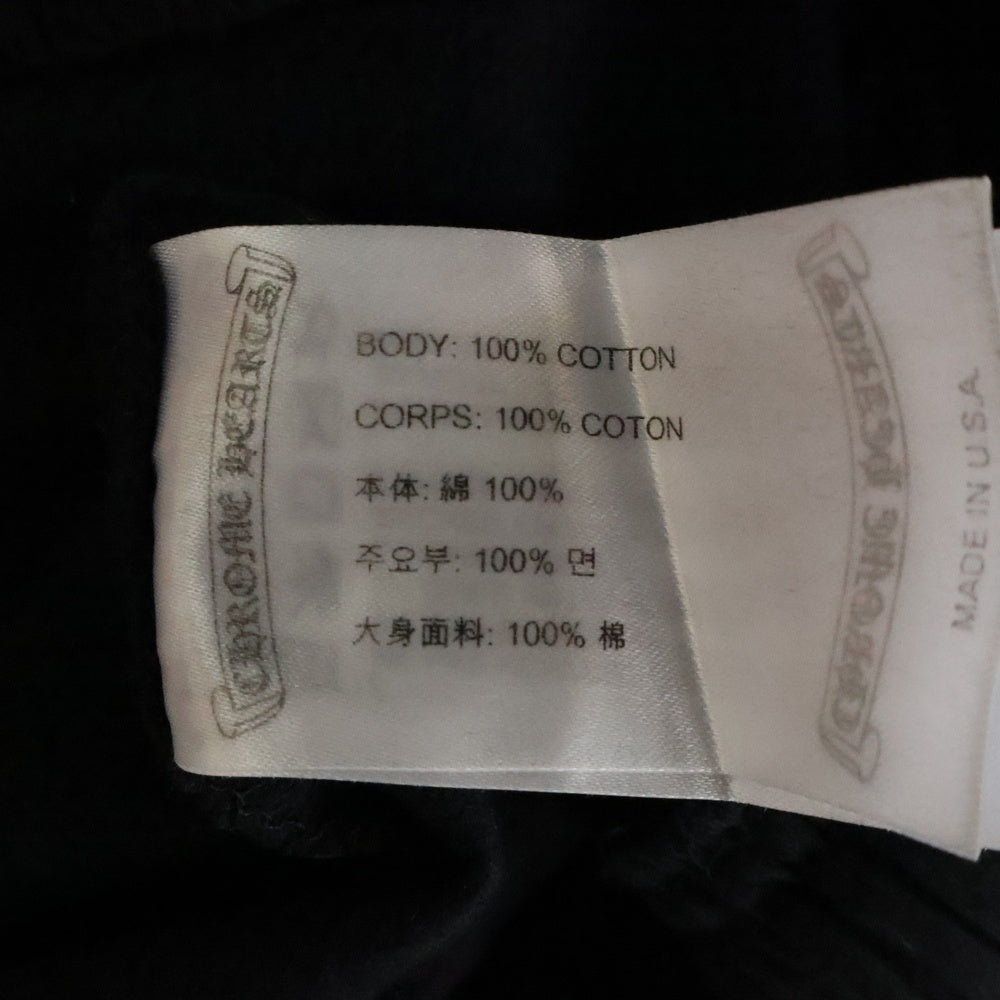 CHROME HEARTS
BODY: 100% COTTON
CORPS: 100% COTON
本体: 綿 100%
주요부: 100% 면
大身面料: 100% 棉
CHROME HEARTS
MADE IN U.S.A.